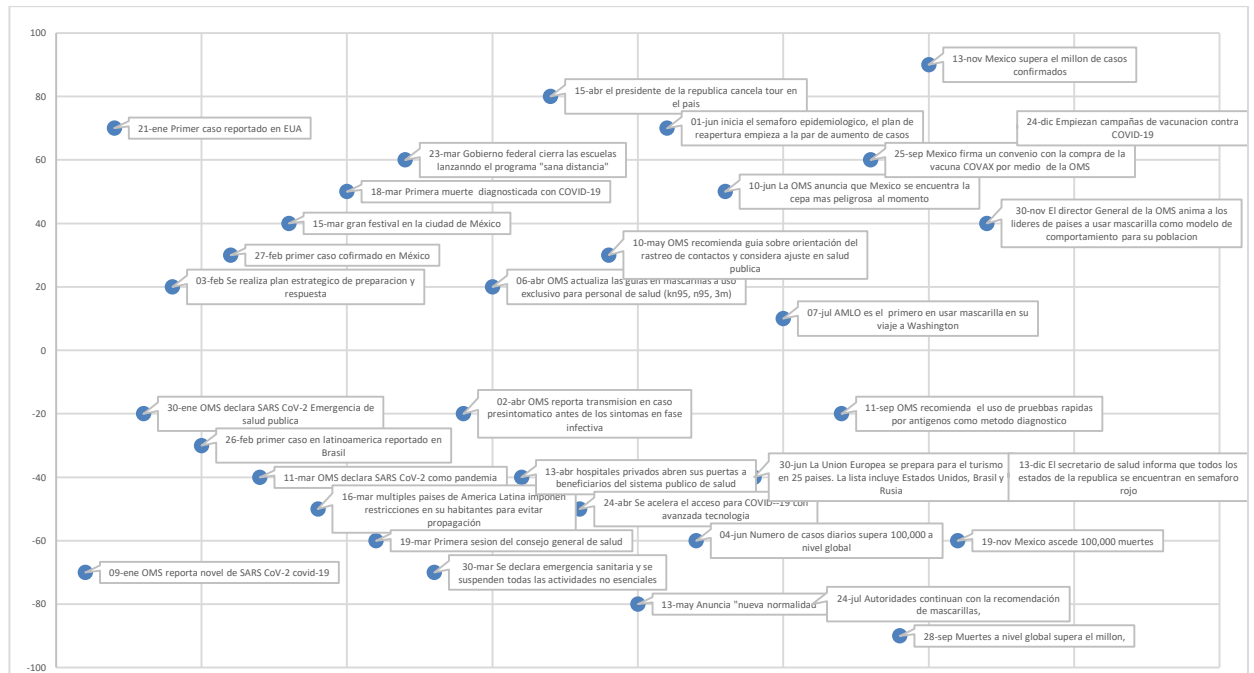 100
80
60
40
20
0
-20
-40
-60
-80
-100
13-nov Mexico supera el millon de casos
confirmados
15-abr el presidente de la republica cancela tour en
el pais
21-ene Primer caso reportado en EUA
01-jun inicia el semaforo epidemiologico, el plan de
reapertura empieza a la par de aumento de casos
24-dic Empiezan campañas de vacunacion contra
COVID-19
23-mar Gobierno federal cierra las escuelas
lanzanndo el programa "sana distancia"
25-sep Mexico firma un convenio con la compra de la
vacuna COVAX por medio de la OMS
18-mar Primera muerte diagnosticada con COVID-19
10-jun La OMS anuncia que Mexico se encuentra la
cepa mas peligrosa al momento
15-mar gran festival en la ciudad de México
30-nov El director General de la OMS anima a los
lideres de paises a usar mascarilla como modelo de
comportamiento para su poblacion
27-feb primer caso cofirmado en México
10-may OMS recomienda guia sobre orientación del
rastreo de contactos y considera ajuste en salud
publica
03-feb Se realiza plan estrategico de preparacion y
respuesta
06-abr OMS actualiza las guias en mascarillas a uso
exclusivo para personal de salud (kn95, n95, 3m)
07-jul AMLO es el primero en usar mascarilla en su
viaje a Washington
30-ene OMS declara SARS CoV-2 Emergencia de
salud publica
02-abr OMS reporta transmision en caso
presintomatico antes de los sintomas en fase
infectiva
11-sep OMS recomienda el uso de pruebbas rapidas
por antigenos como metodo diagnostico
26-feb primer caso en latinoamerica reportado en
Brasil
11-mar OMS declara SARS CoV-2 como pandemia
13-abr hospitales privados abren sus puertas a
beneficiarios del sistema publico de salud
30-jun La Union Europea se prepara para el turismo
en 25 paises. La lista incluye Estados Unidos, Brasil y
Rusia
13-dic El secretario de salud informa que todos los
estados de la republica se encuentran en semaforo
rojo
16-mar multiples paises de America Latina imponen
restricciones en su habitantes para evitar
propagación
24-abr Se acelera el acceso para COVID--19 con
avanzada tecnologia
19-mar Primera sesion del consejo general de salud
04-jun Numero de casos diarios supera 100,000 a
nivel global
19-nov Mexico ascede 100,000 muertes
09-ene OMS reporta novel de SARS CoV-2 covid-19
30-mar Se declara emergencia sanitaria y se
suspenden todas las actividades no esenciales
13-may Anuncia "nueva normalidad
24-jul Autoridades continuan con la recomendación
de mascarillas,
28-sep Muertes a nivel global supera el millon,